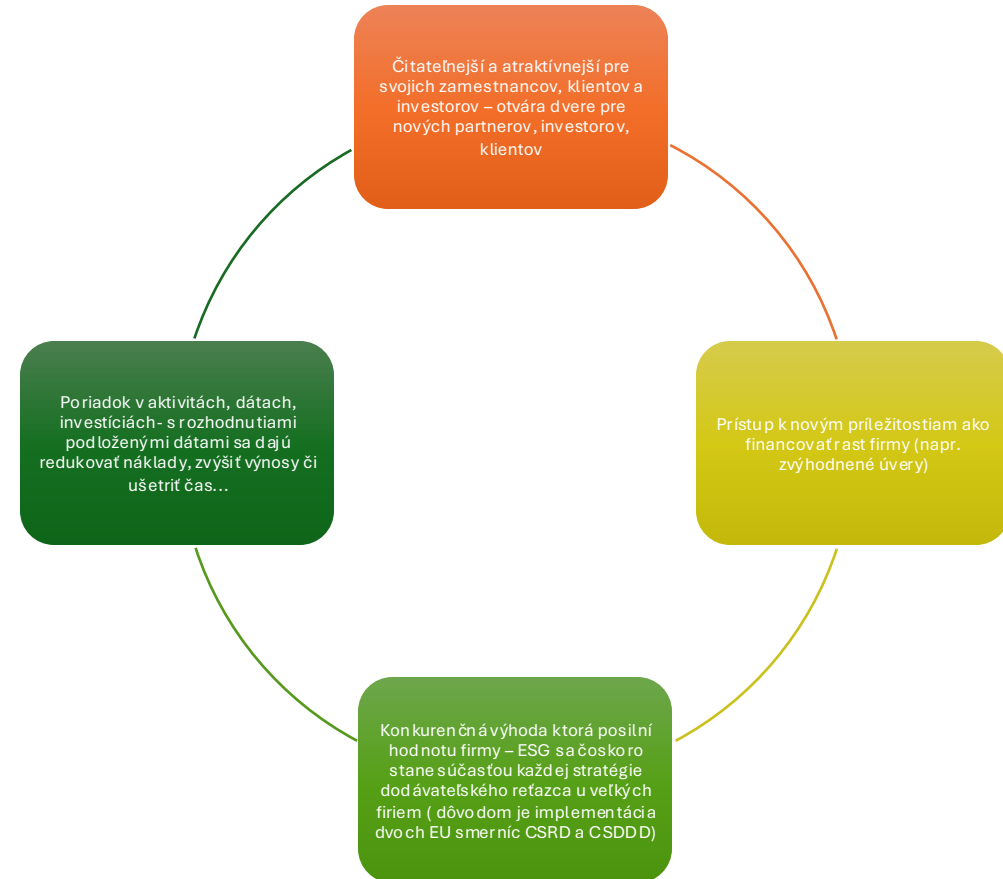 Čitateľnejší a atraktívnejší pre
svojich zamestnancov, klientov a
investorov – otvára dvere pre
nových partnerov, investorov,
klientov
Prístup k novým príležitostiam ako
financovať rast firmy (napr.
zvýhodnené úvery)
Konkurenčná výhoda ktorá posilní
hodnotu firmy – ESG sa čoskoro
stane súčasťou každej stratégie
dodávateľského reťazca u veľkých
firiem ( dôvodom je implementácia
dvoch EU smerníc CSRD a CSDDD)
Poriadok v aktivitách, dátach,
investíciách- s rozhodnutiami
podloženými dátami sa dajú
redukovať náklady, zvýšiť výnosy či
ušetriť čas...